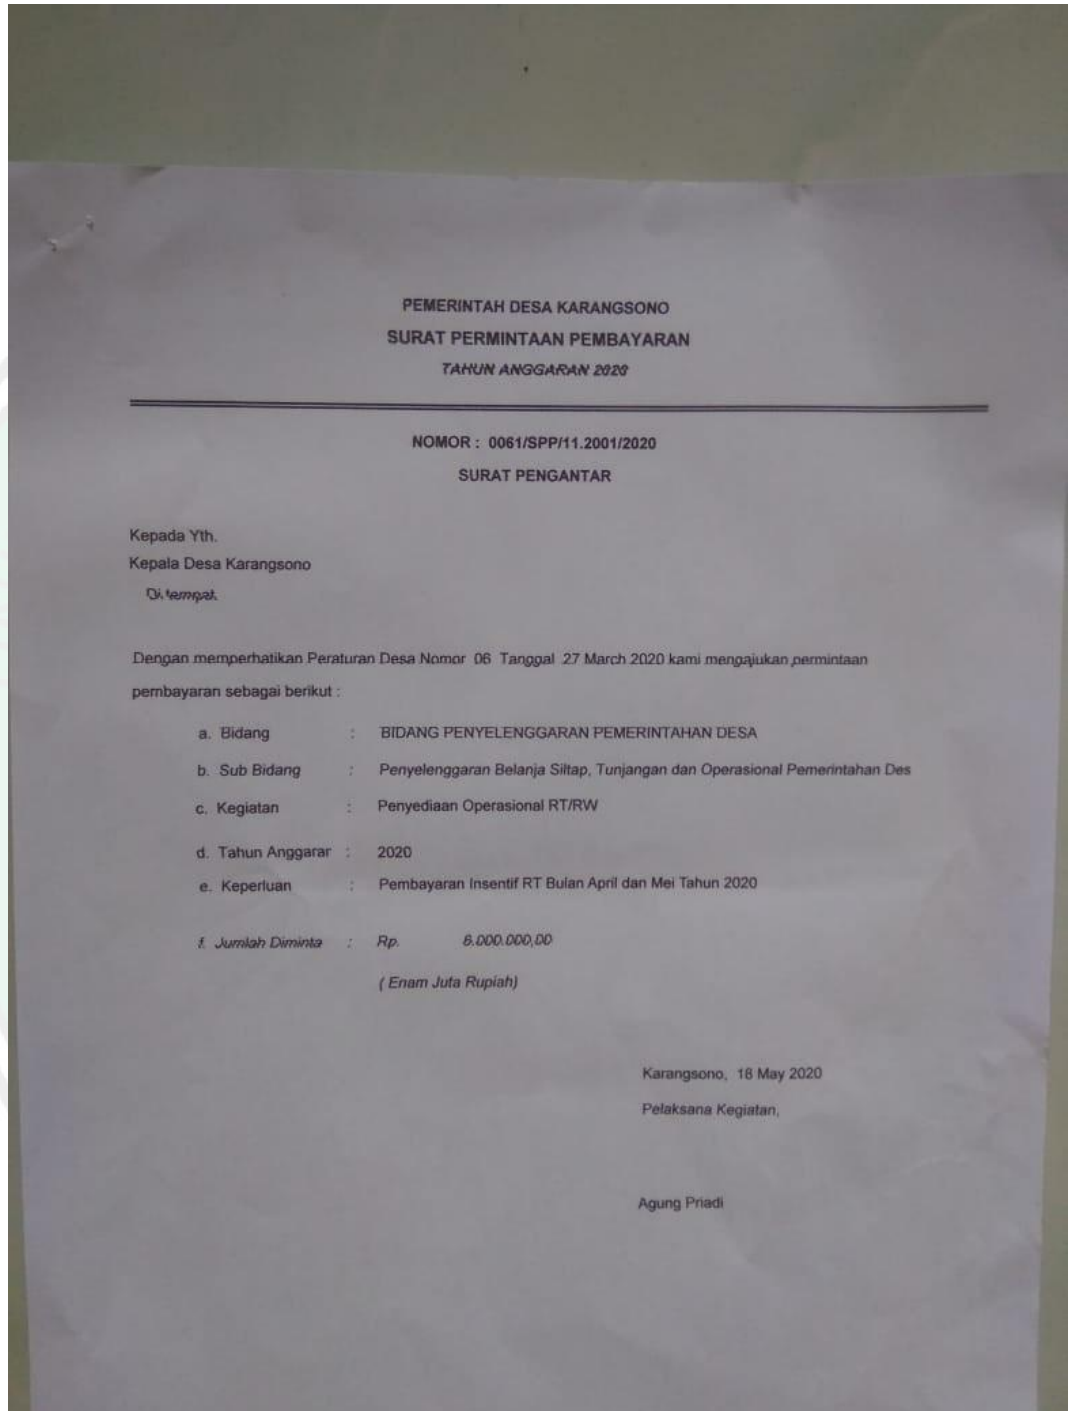 PEMERINTAH DESA KARANGSONO
SURAT PERMINTAAN PEMBAYARAN
TAHUN ANGGARAN 2020
NOMOR : 0061/SPP/11.2001/2020
SURAT PENGANTAR
Kepada Yth.
Kepala Desa Karangsono
Di tempat
Dengan memperhatikan Peraturan Desa Nomor 06 Tanggal 27 March 2020 kami mengajukan permintaan
pembayaran sebagai berikut :
a. Bidang : BIDANG PENYELENGGARAN PEMERINTAHAN DESA
b. Sub Bidang : Penyelenggaran Belanja Siltap, Tunjangan dan Operasional Pemerintahan Des
c. Kegiatan : Penyediaan Operasional RT/RW
d. Tahun Anggarar : 2020
e. Keperluan : Pembayaran Insentif RT Bulan April dan Mei Tahun 2020
f. Jumlah Diminta : Rp. 6.000.000,00
( Enam Juta Rupiah)
Karangsono, 18 May 2020
Pelaksana Kegiatan,
Agung Priadi